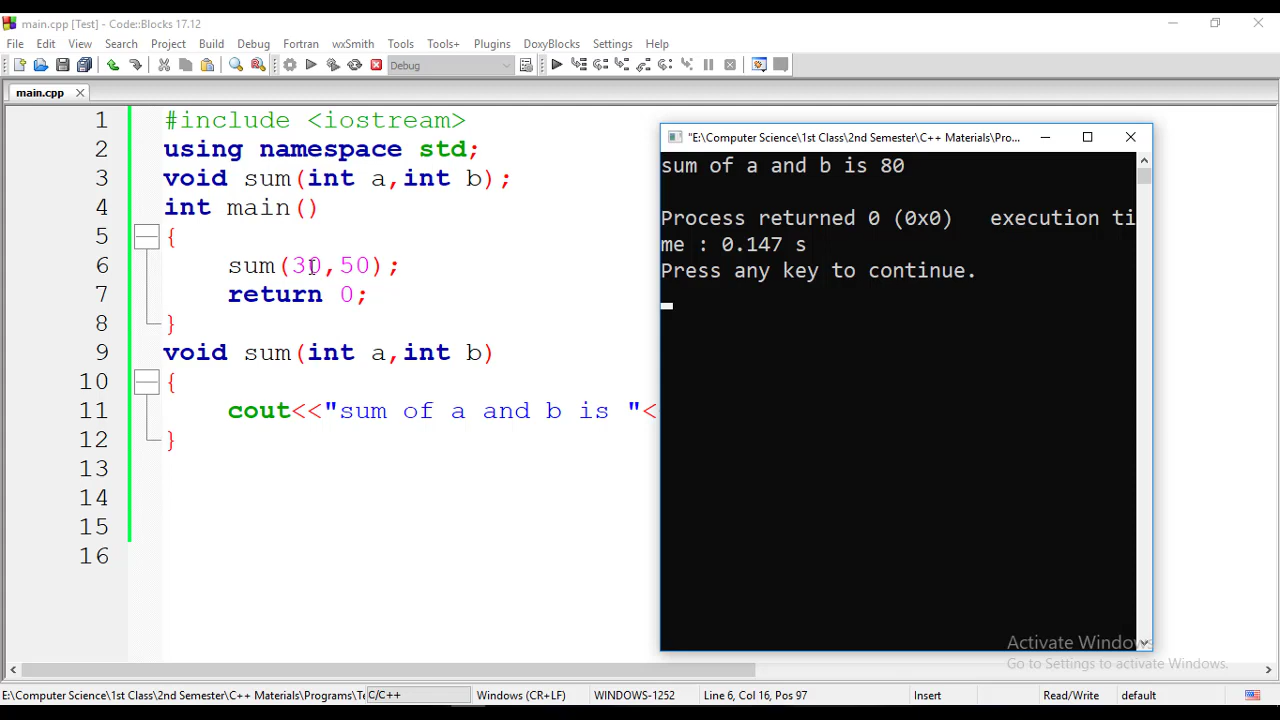 main.cpp [Test] - Code::Blocks 17.12
File Edit View Search Project Build Debug Fortran wxSmith Tools Tools+ Plugins DoxyBlocks Settings Help
Debug
main.cpp
1 #include <iostream>
2 using namespace std;
3 void sum(int a,int b);
4 int main()
5 {
6 sum(30,50);
7 return 0;
8 }
9 void sum(int a,int b)
10 {
11 cout<<"sum of a and b is "<
12 }
13
14
15
16
"E:\Computer Science\1st Class\2nd Semester\C++ Materials\Pro...
sum of a and b is 80
Process returned 0 (0x0) execution ti
me : 0.147 s
Press any key to continue.
Activate Windows
Go to Settings to activate Windows.
E:\Computer Science\1st Class\2nd Semester\C++ Materials\Programs\Te C/C++ Windows (CR+LF) WINDOWS-1252 Line 6, Col 16, Pos 97 Insert Read/Write default